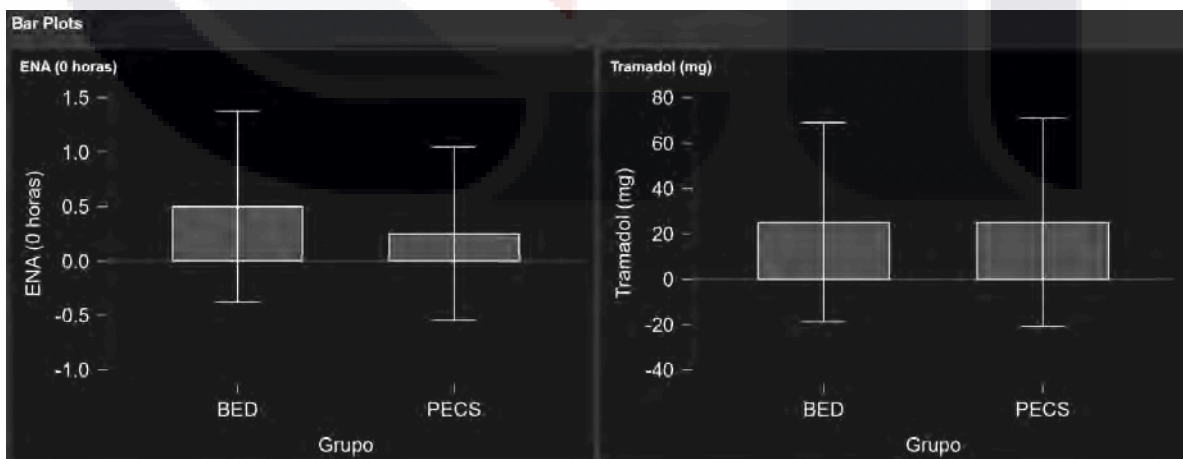 Bar Plots
ENA (0 horas)
1.5
1.0
0.5
0.0
-0.5
-1.0
ENA (0 horas)
BED
PECS
Grupo
Tramadol (mg)
80
60
40
20
0
-20
-40
Tramadol (mg)
BED
PECS
Grupo